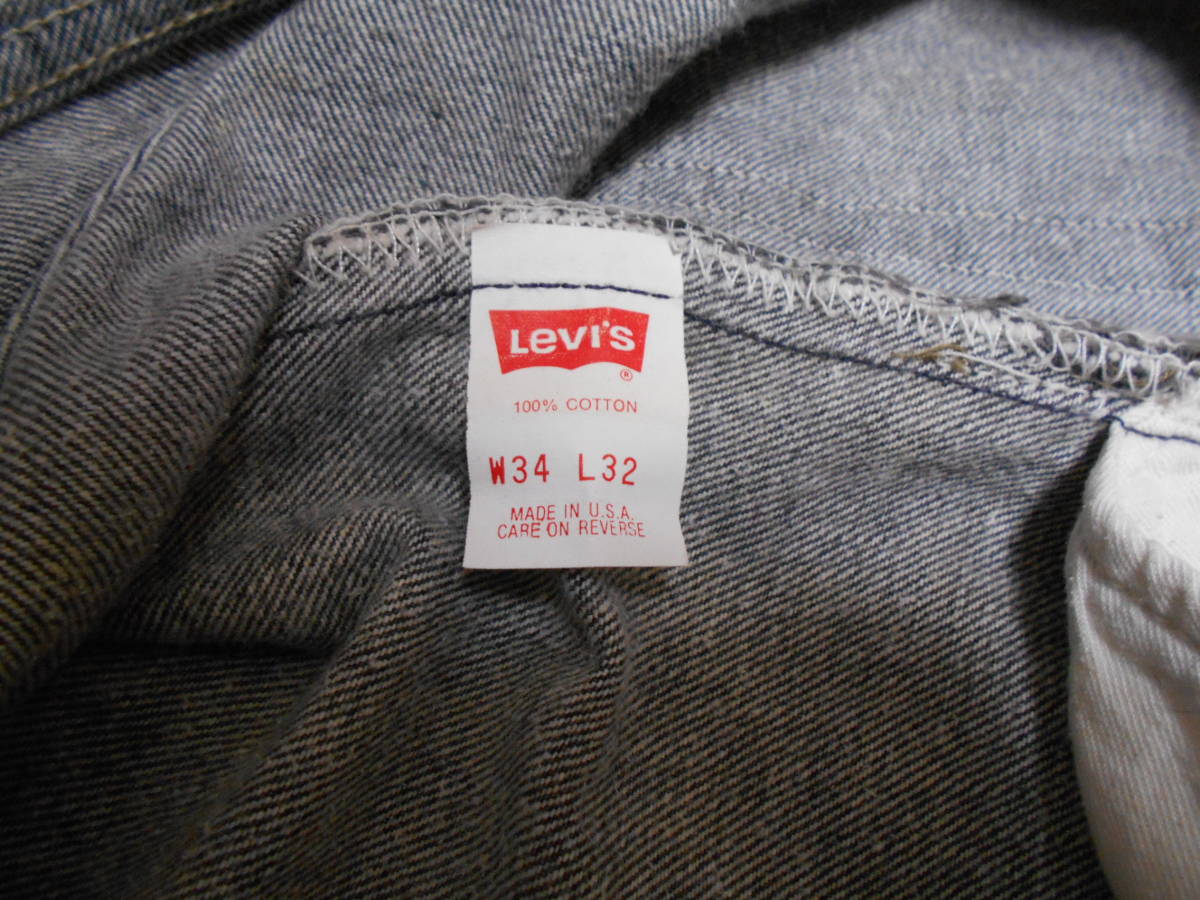 Levi's
®
100% COTTON
W34 L32
MADE IN U.S.A.
CARE ON REVERSE